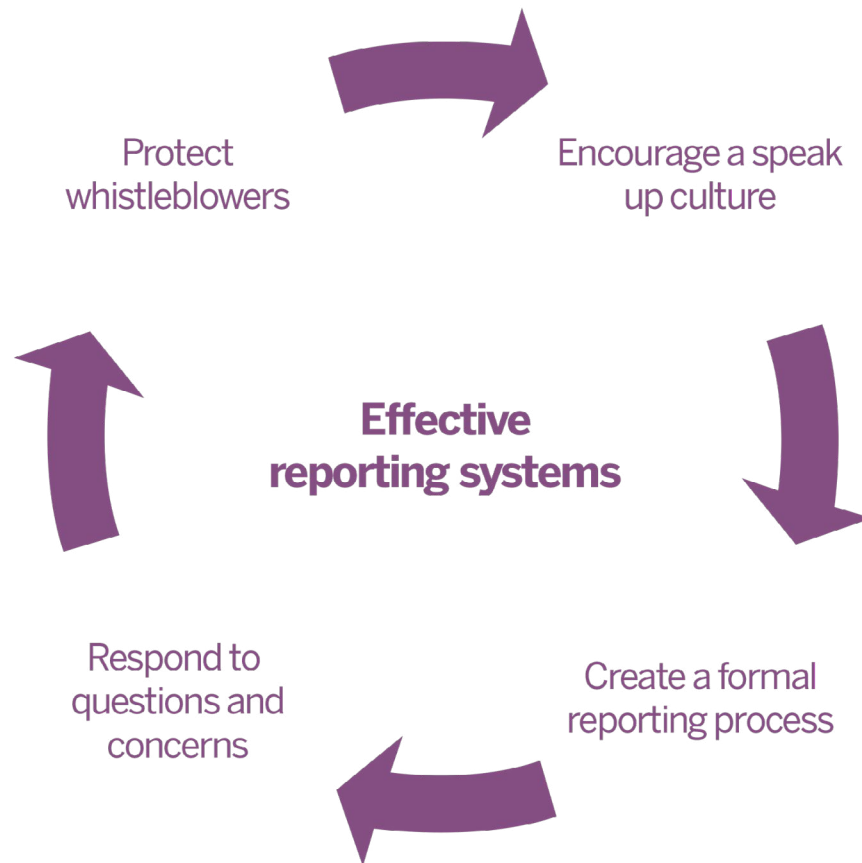 Protect
whistleblowers
Encourage a speak
up culture
Effective
reporting systems
Respond to
questions and
concerns
Create a formal
reporting process